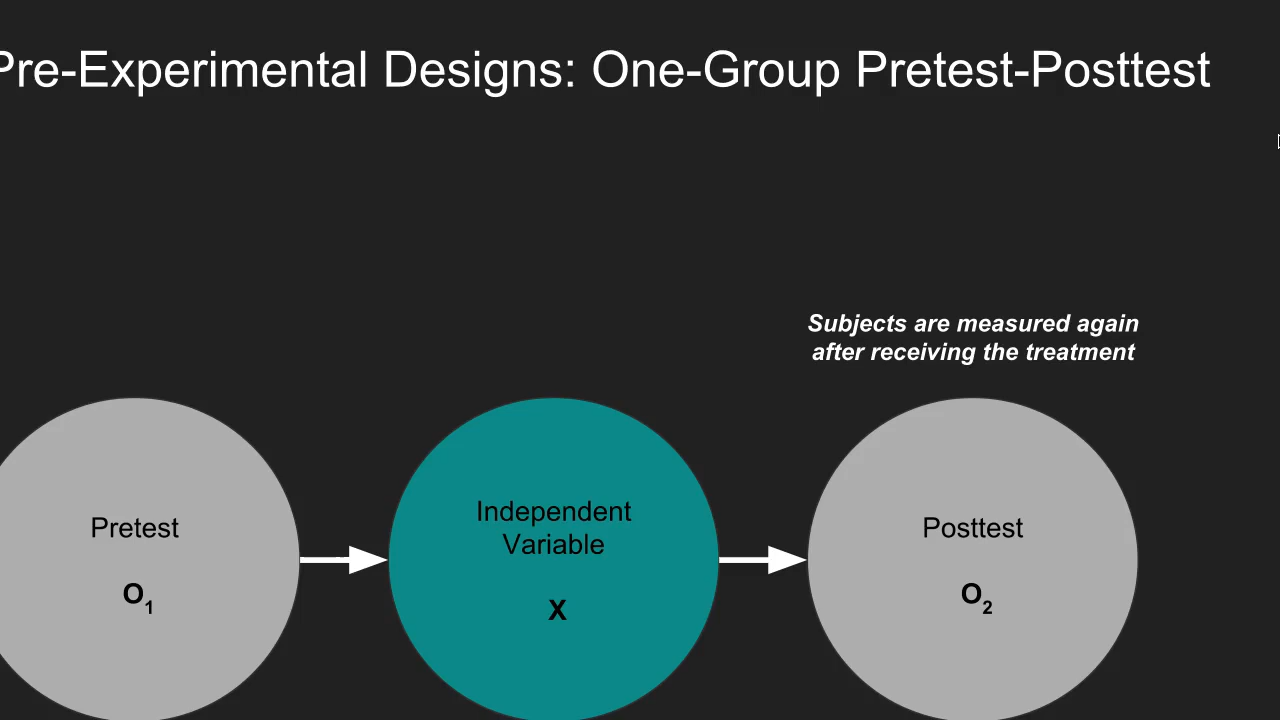 Pre-Experimental Designs: One-Group Pretest-Posttest
Subjects are measured again
after receiving the treatment
Pretest
O1
Independent
Variable
X
Posttest
O2